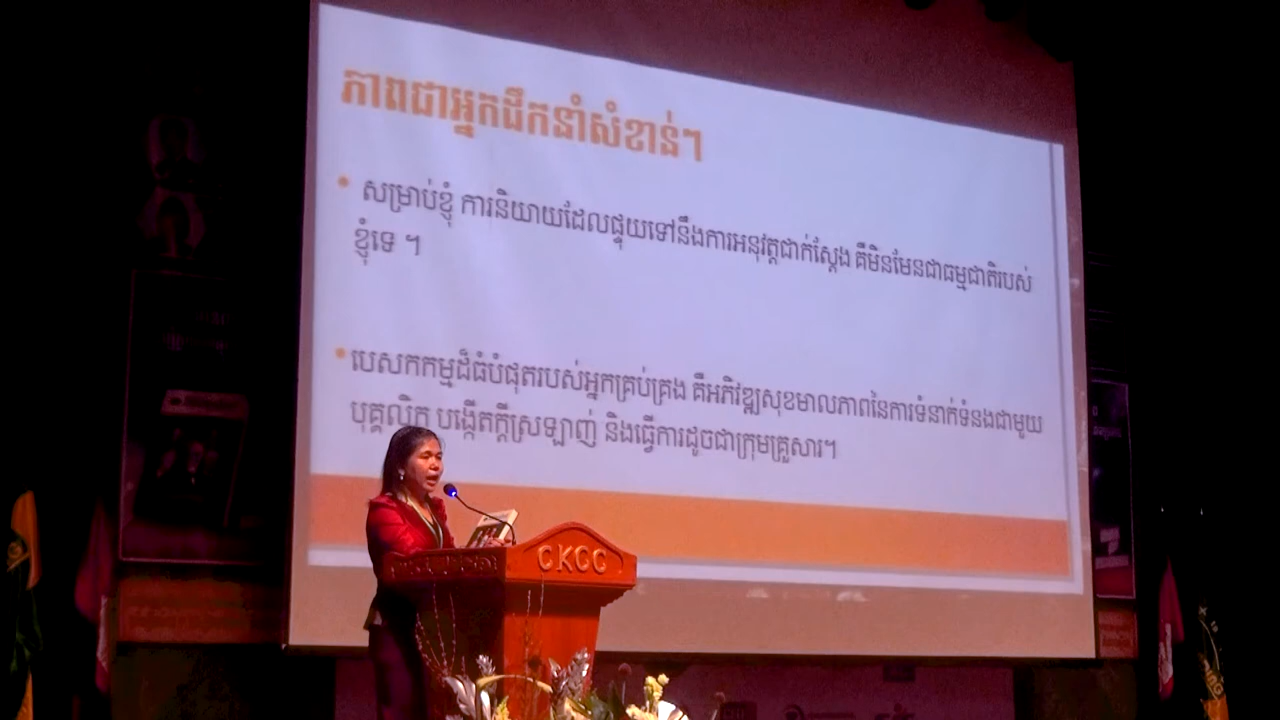 ភាពជាអ្នកដឹកនាំសំខាន់ៗ
• សម្រាប់ខ្ញុំ ការនិយាយដែលផ្ទុយទៅនឹងការអនុវត្តជាក់ស្តែង គឺមិនមែនជាធម្មជាតិរបស់
ខ្ញុំទេ ។
• បេសកកម្មដ៏ធំបំផុតរបស់អ្នកគ្រប់គ្រង គឺអភិវឌ្ឍសុខមាលភាពនៃការទំនាក់ទំនងជាមួយ
បុគ្គលិក បង្កើតក្តីស្រឡាញ់ និងធ្វើការដូចជាក្រុមគ្រួសារ។
CKCC